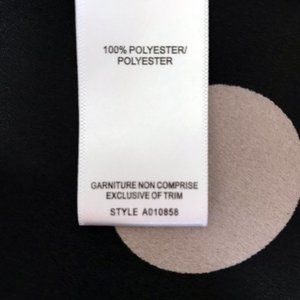 100% POLYESTER/
POLYESTER
GARNITURE NON COMPRISE
EXCLUSIVE OF TRIM
STYLE A010858